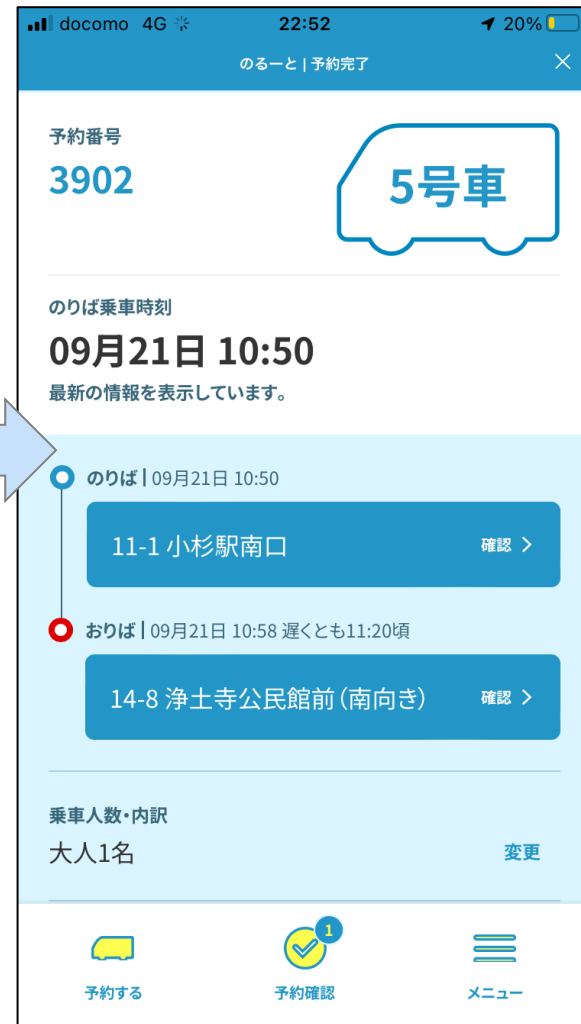 docomo 4G 22:52 20%
のるーと | 予約完了
予約番号
3902
5号車
のりば乗車時刻
09月21日 10:50
最新の情報を表示しています。
のりば | 09月21日 10:50
11-1 小杉駅南口
確認
おりば | 09月21日 10:58 遅くとも11:20頃
14-8 浄土寺公民館前（南向き）
確認
乗車人数・内訳
大人1名
変更
1
予約する
予約確認
メニュー